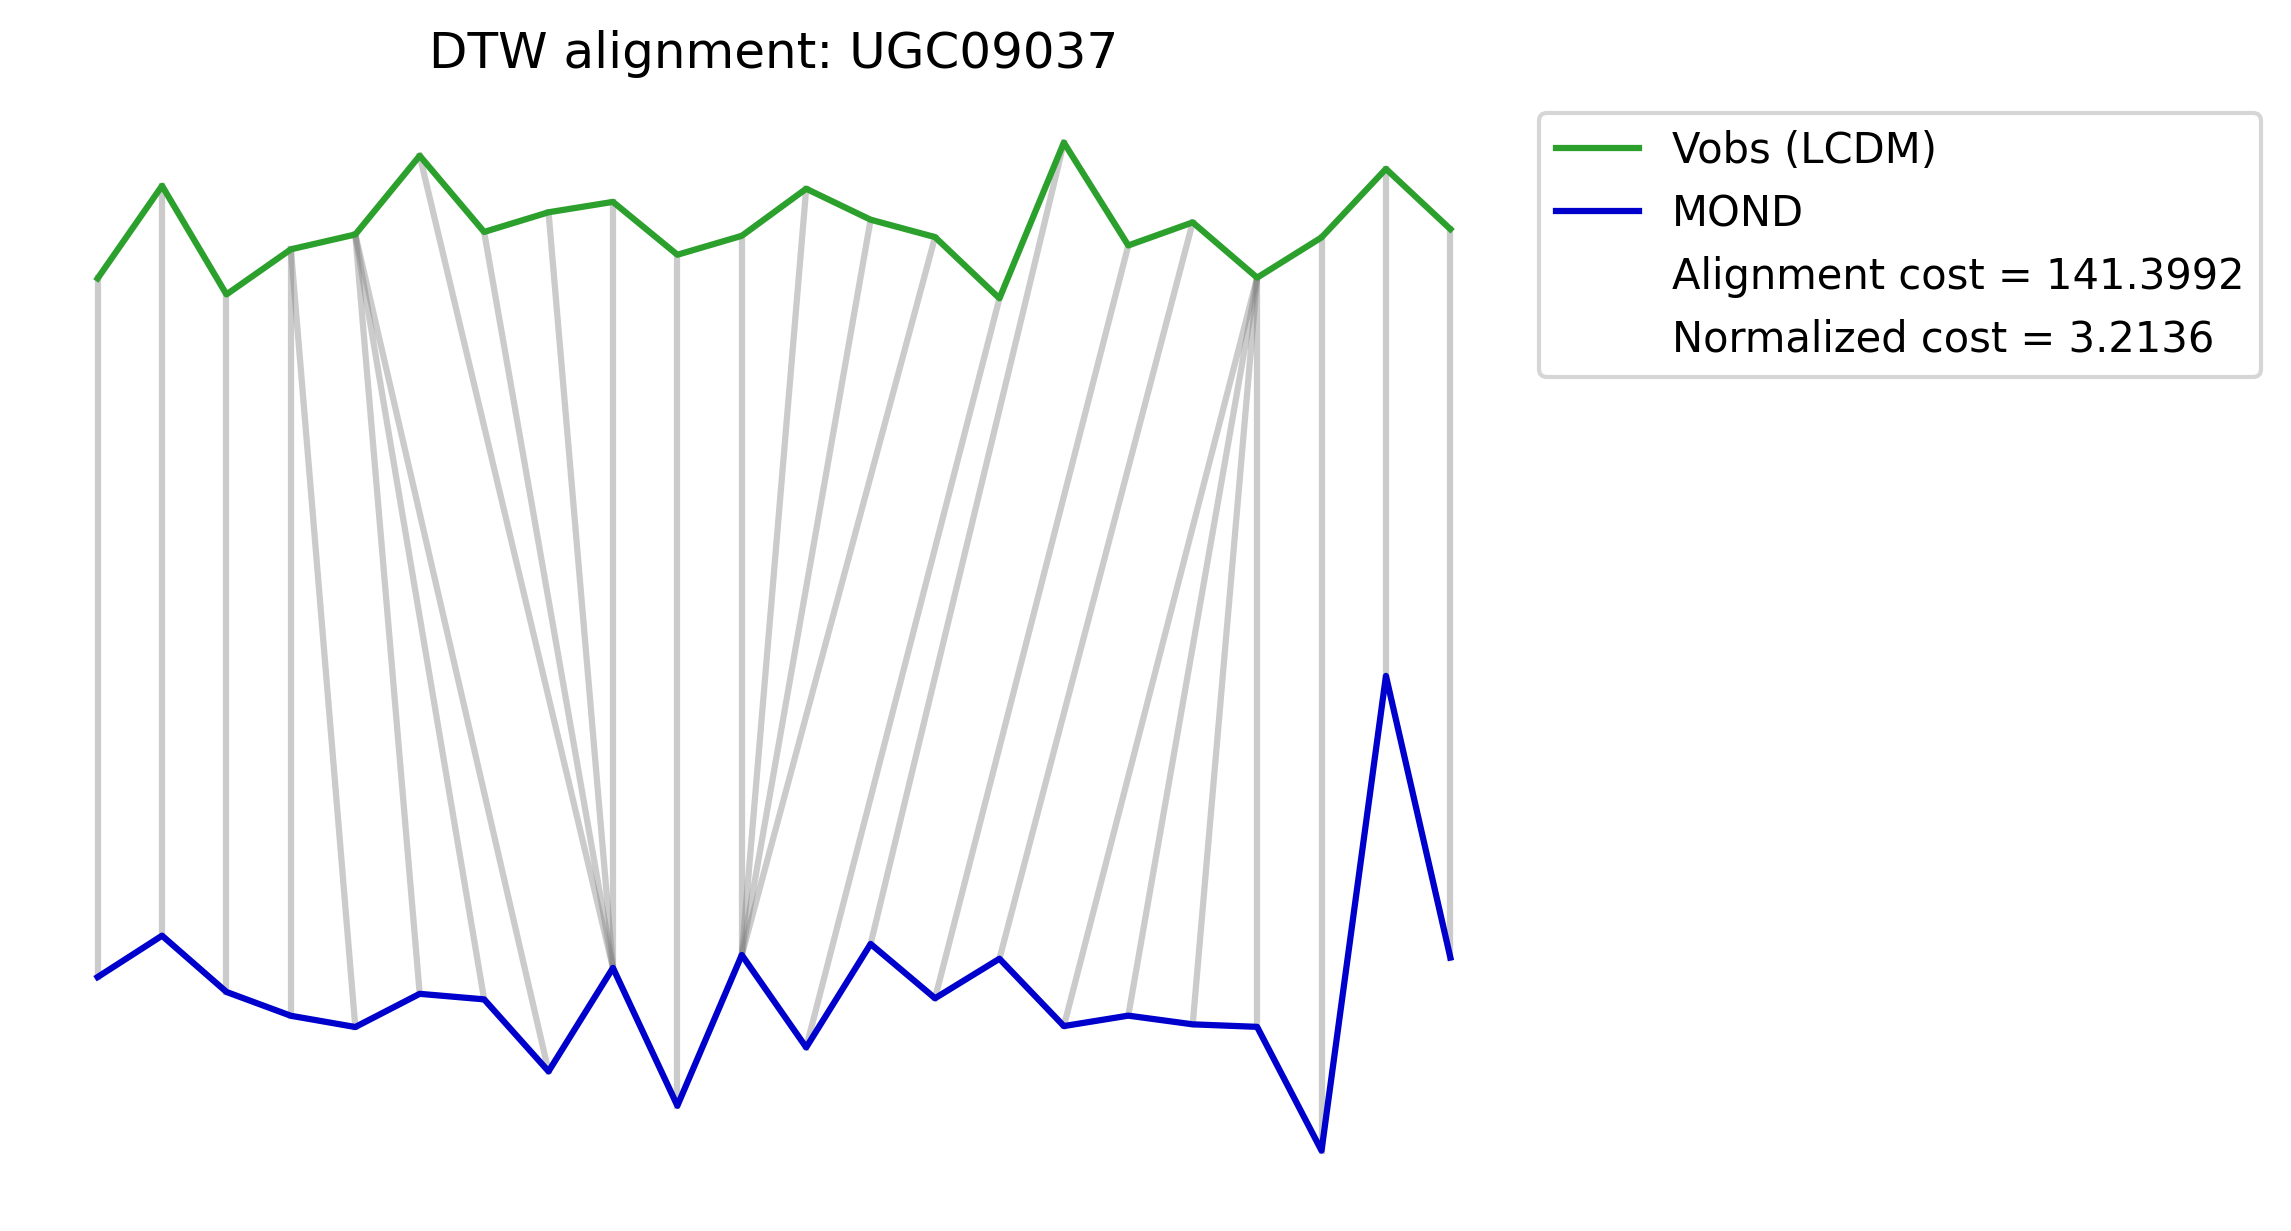 DTW alignment: UGC09037
Vobs (LCDM)
MOND
Alignment cost = 141.3992
Normalized cost = 3.2136